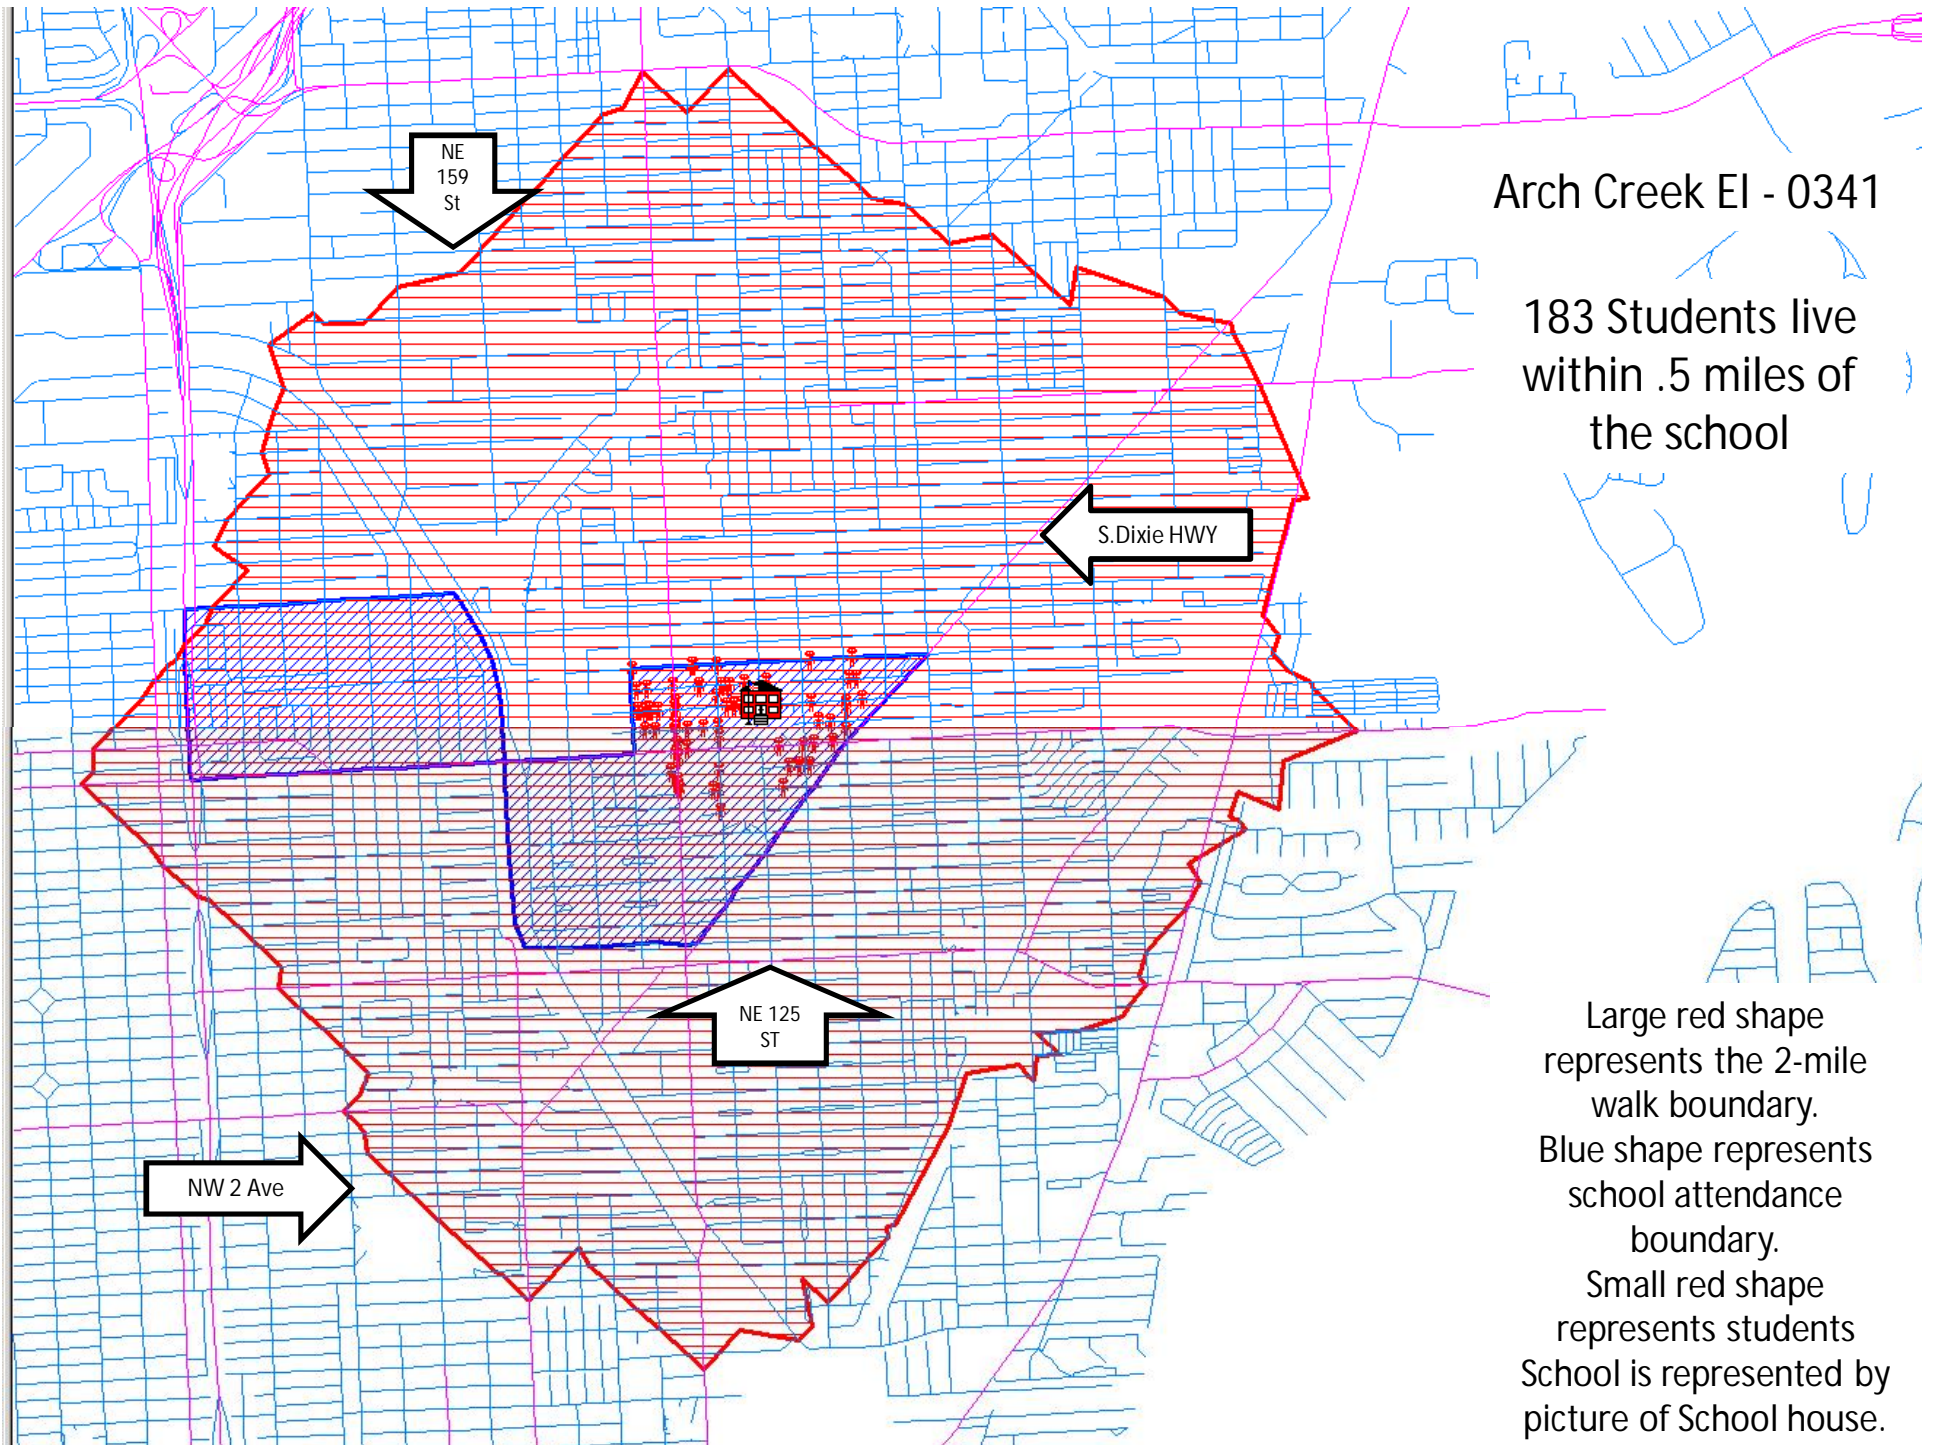 NE
159
St
Arch Creek El - 0341
183 Students live
within .5 miles of
the school
S.Dixie HWY
NE 125
ST
NW 2 Ave
Large red shape
represents the 2-mile
walk boundary.
Blue shape represents
school attendance
boundary.
Small red shape
represents students
School is represented by
picture of School house.